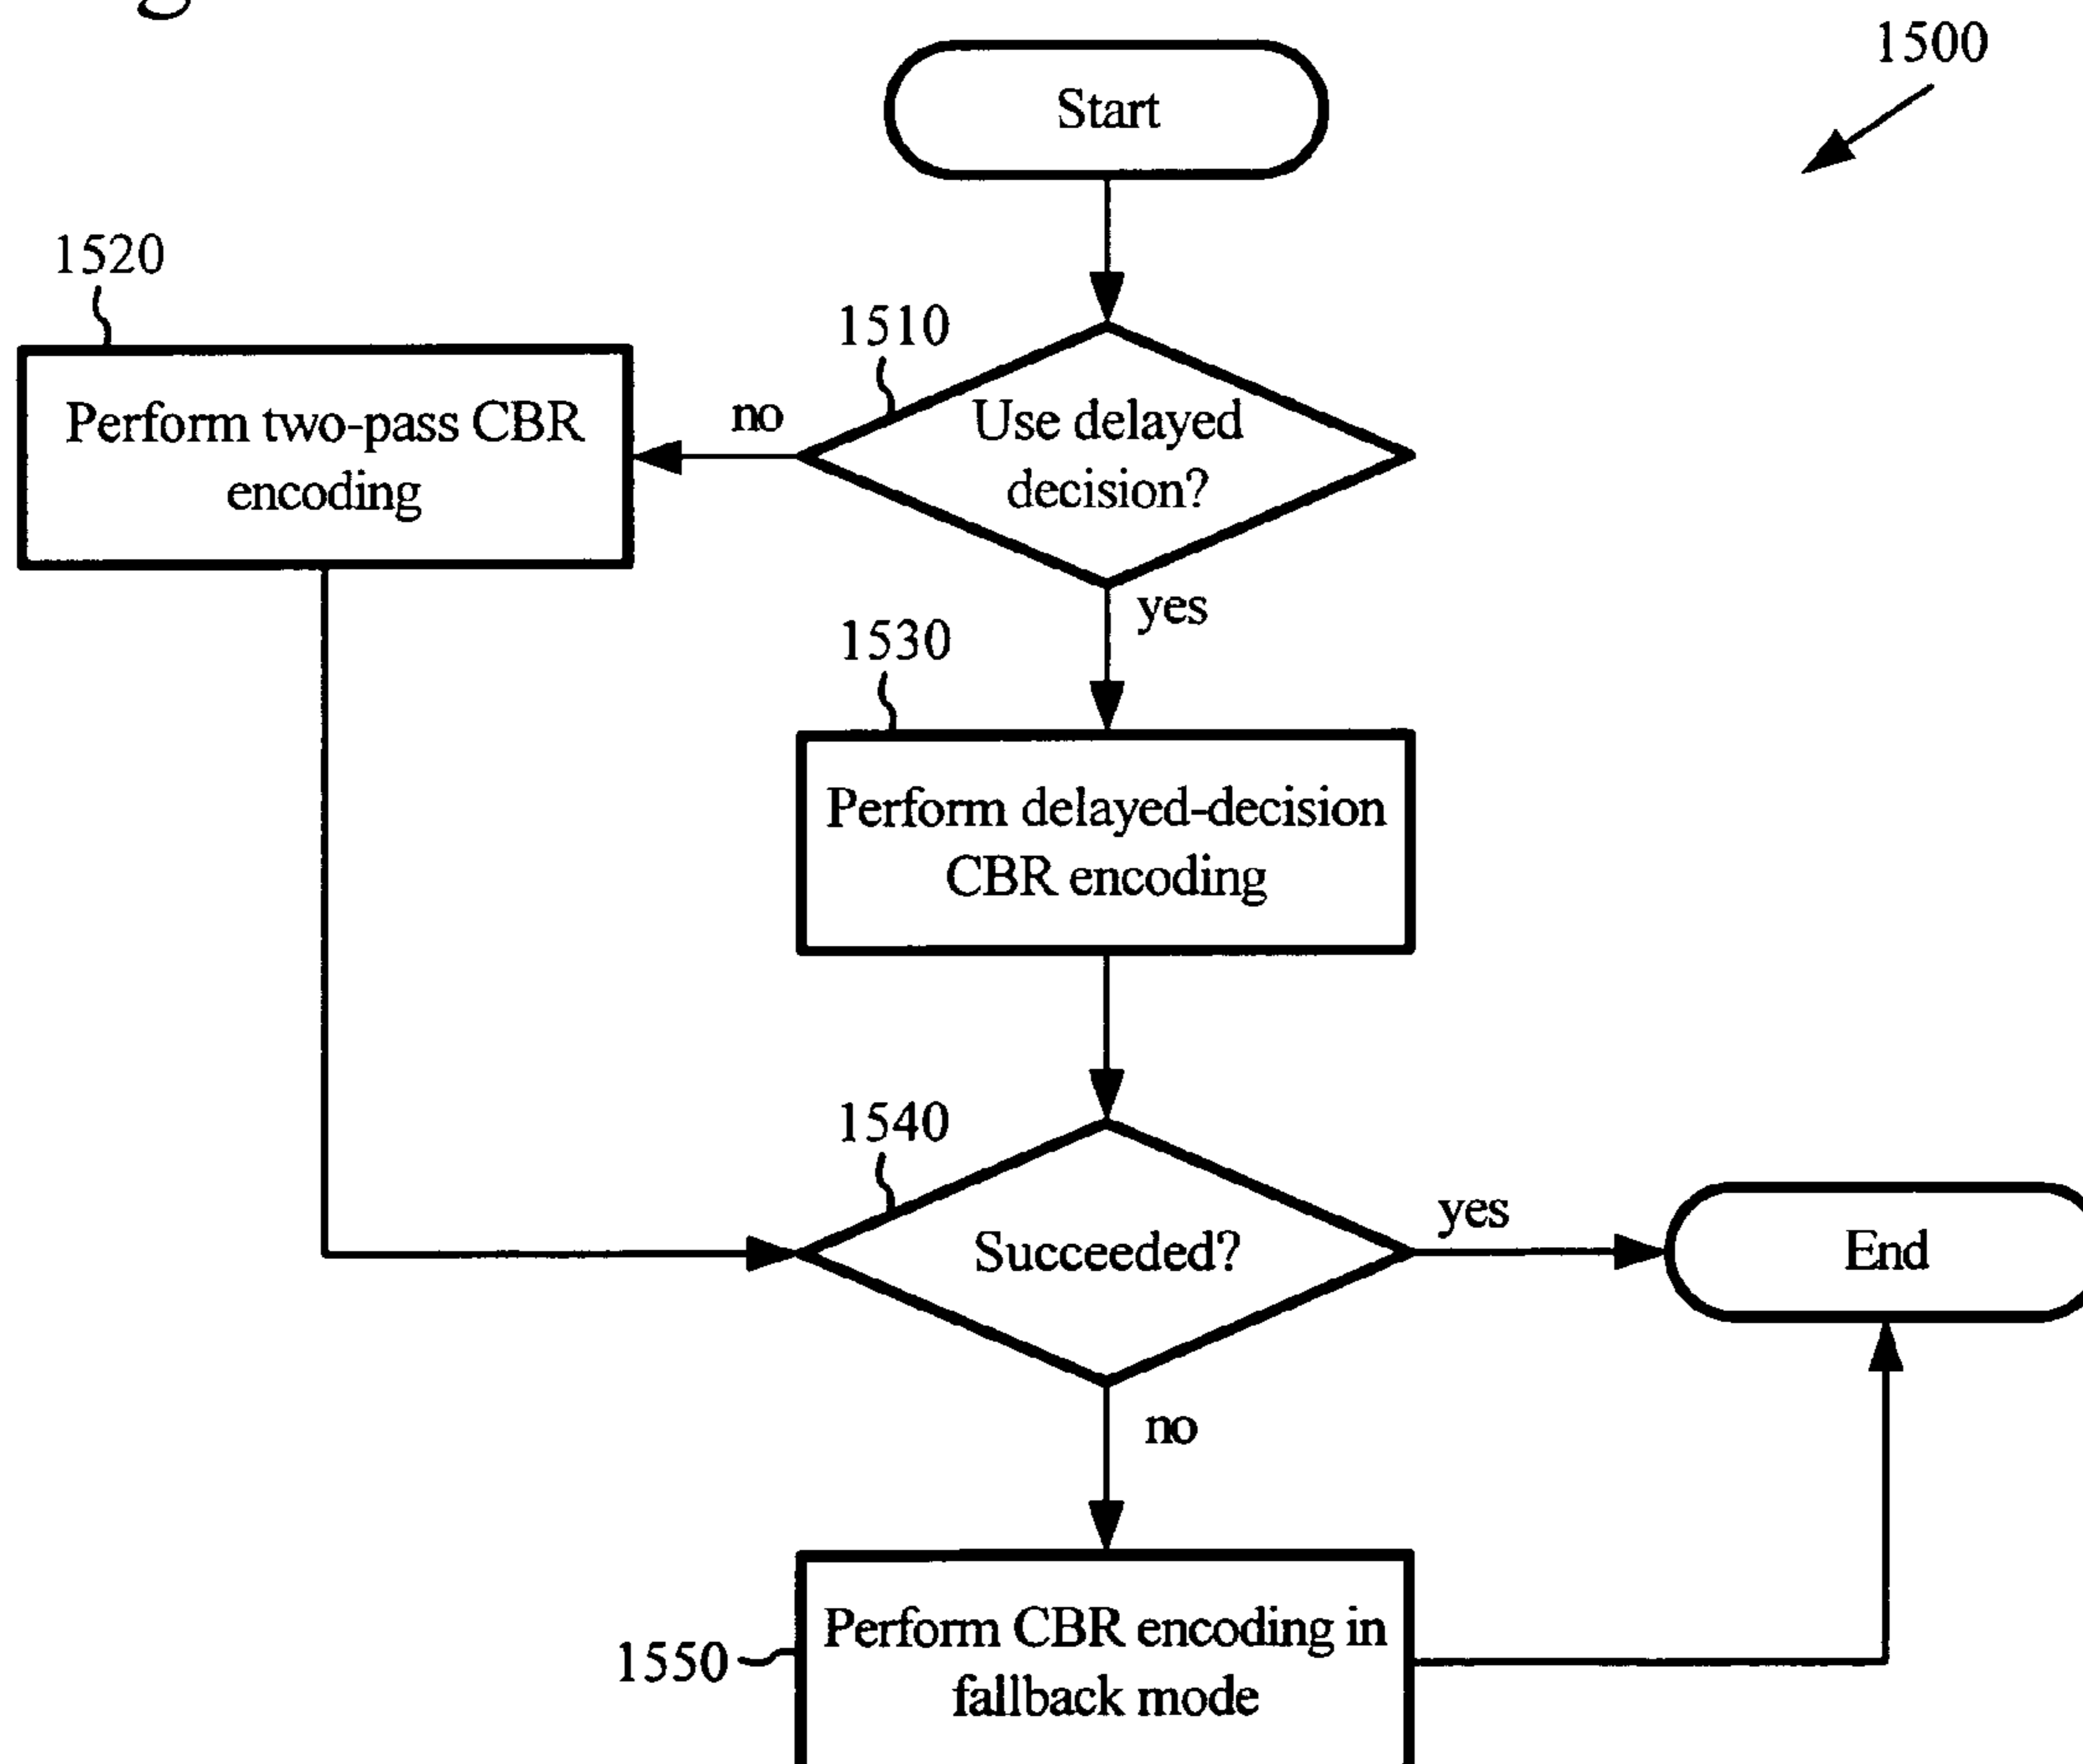 1500
Start
1520
1510
Perform two-pass CBR
encoding
no
Use delayed
decision?
yes
1530
Perform delayed-decision
CBR encoding
1540
Succeeded?
yes
End
no
1550
Perform CBR encoding in
fallback mode